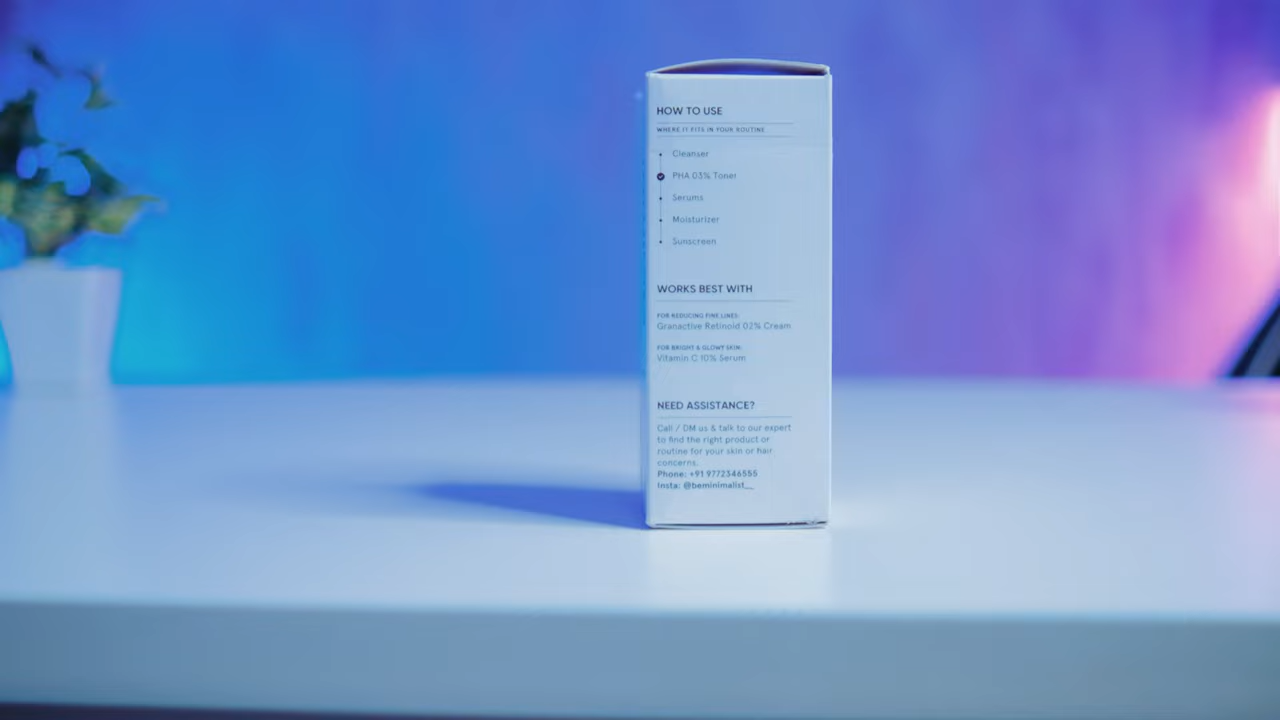 HOW TO USE
WHERE IT FITS IN YOUR ROUTINE
Cleanser
PHA 03% Toner
Serums
Moisturizer
Sunscreen
WORKS BEST WITH
FOR REDUCING FINE LINES:
Granactive Retinoid 02% Cream
FOR BRIGHT & GLOWY SKIN:
Vitamin C 10% Serum
NEED ASSISTANCE?
Call / DM us & talk to our expert
to find the right product or
routine for your skin or hair
concerns.
Phone: +91 9772346555
Insta: @beminimalist__